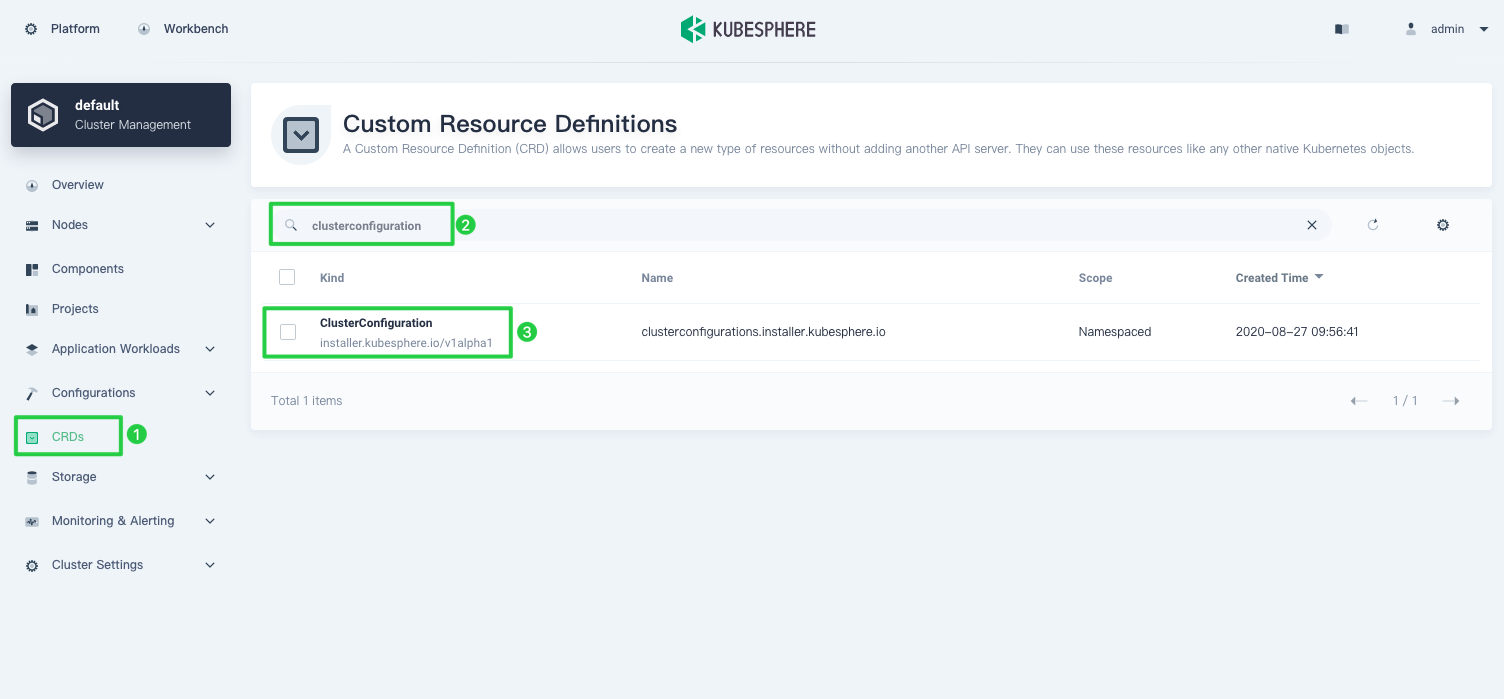 Platform
Workbench
KUBESPHERE
admin
default
Cluster Management
Overview
Nodes
Components
Projects
Application Workloads
Configurations
CRDs
1
Storage
Monitoring & Alerting
Cluster Settings
Custom Resource Definitions
A Custom Resource Definition (CRD) allows users to create a new type of resources without adding another API server. They can use these resources like any other native Kubernetes objects.
clusterconfiguration
2
Kind Name Scope Created Time
ClusterConfiguration
installer.kubesphere.io/v1alpha1
3
clusterconfigurations.installer.kubesphere.io Namespaced 2020-08-27 09:56:41
Total 1 items
1 / 1